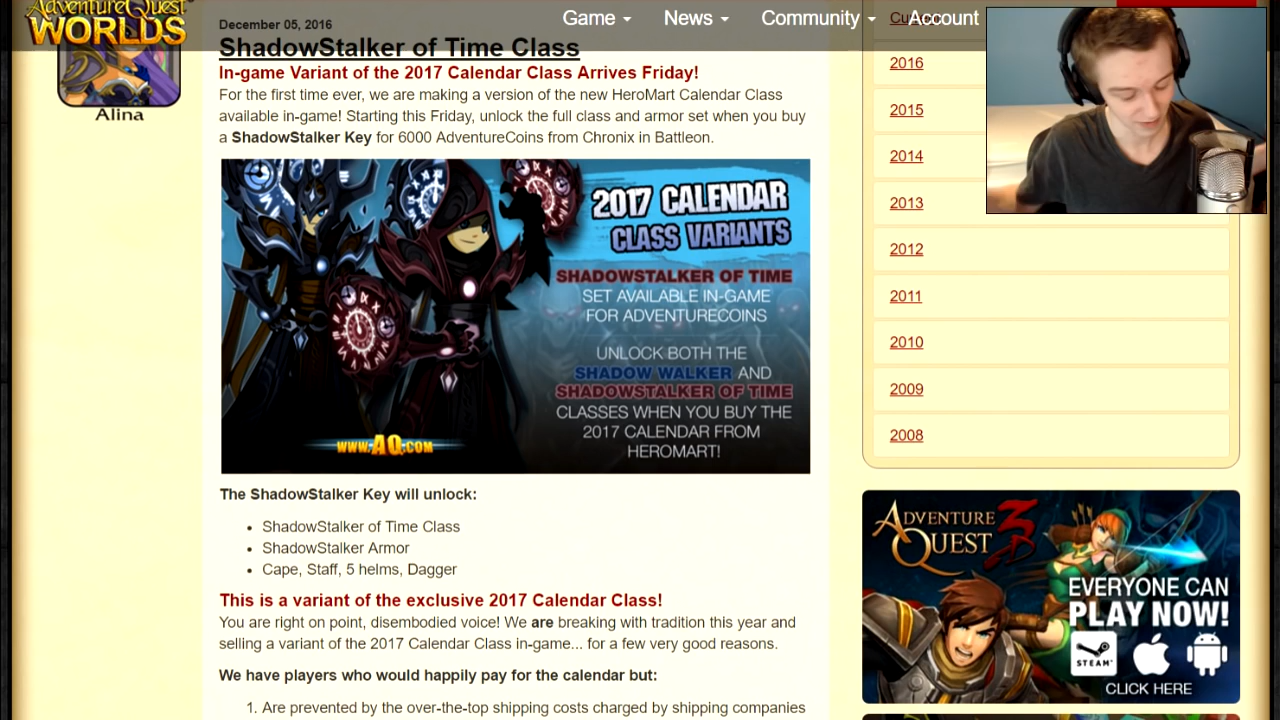 AdventureQuest
WORLDS
Game
News
Community
Account
Alina
December 05, 2016
ShadowStalker of Time Class
In-game Variant of the 2017 Calendar Class Arrives Friday!
For the first time ever, we are making a version of the new HeroMart Calendar Class
available in-game! Starting this Friday, unlock the full class and armor set when you buy
a ShadowStalker Key for 6000 AdventureCoins from Chronix in Battleon.
2017 CALENDAR
CLASS VARIANTS
SHADOWSTALKER OF TIME
SET AVAILABLE IN-GAME
FOR ADVENTURECOINS
UNLOCK BOTH THE
SHADOW WALKER AND
SHADOWSTALKER OF TIME
CLASSES WHEN YOU BUY THE
2017 CALENDAR FROM
HEROMART!
WWW.AQ.COM
The ShadowStalker Key will unlock:
• ShadowStalker of Time Class
• ShadowStalker Armor
• Cape, Staff, 5 helms, Dagger
This is a variant of the exclusive 2017 Calendar Class!
You are right on point, disembodied voice! We are breaking with tradition this year and
selling a variant of the 2017 Calendar Class in-game... for a few very good reasons.
We have players who would happily pay for the calendar but:
1. Are prevented by the over-the-top shipping costs charged by shipping companies
2016
2015
2014
2013
2012
2011
2010
2009
2008
ADVENTURE
QUEST 3D
EVERYONE CAN
PLAY NOW!
STEAM
CLICK HERE